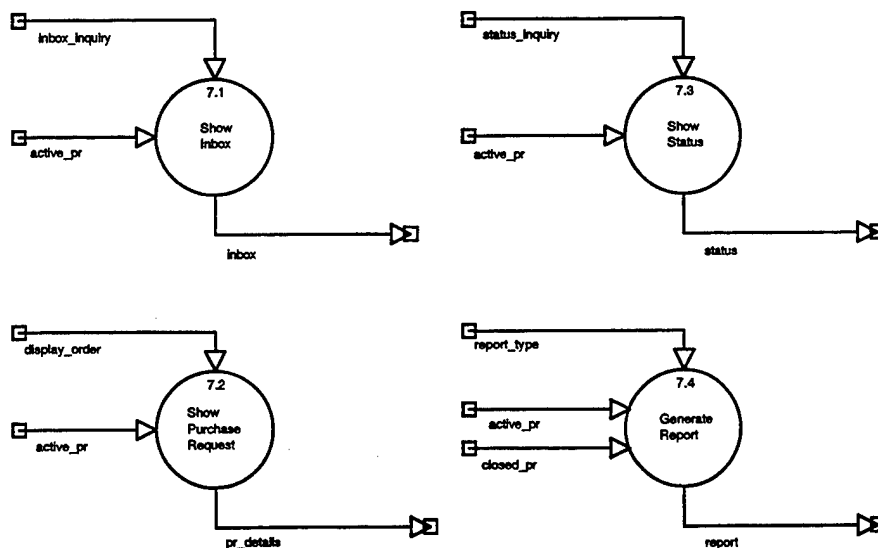 inbox_inquiry
7.1
Show
Inbox
active_pr
inbox
status_inquiry
7.3
Show
Status
active_pr
status
display_order
7.2
Show
Purchase
Request
active_pr
pr_details
report_type
7.4
Generate
Report
active_pr
closed_pr
report